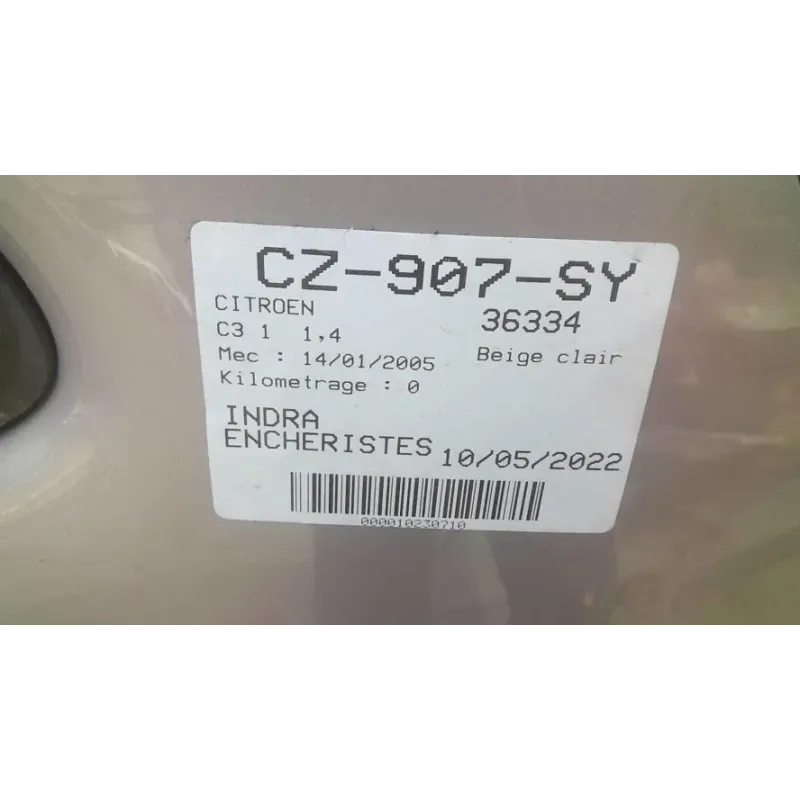 CZ-907-SY
CITROEN
36334
C3 1 1,4
Mec : 14/01/2005
Beige clair
Kilometrage : 0
INDRA
ENCHERISTES
10/05/2022
000010230710